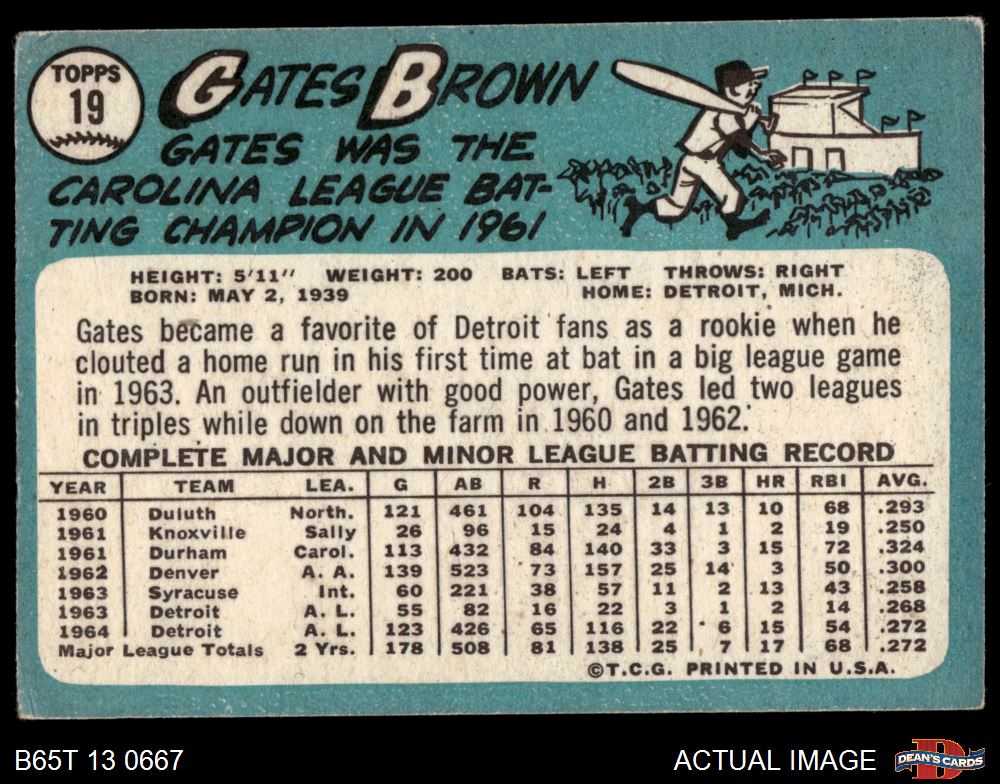 TOPPS
19
GATES BROWN
GATES WAS THE
CAROLINA LEAGUE BAT-
TING CHAMPION IN 1961
HEIGHT: 5'11" WEIGHT: 200 BATS: LEFT THROWS: RIGHT
BORN: MAY 2, 1939 HOME: DETROIT, MICH.
Gates became a favorite of Detroit fans as a rookie when he
clouted a home run in his first time at bat in a big league game
in 1963. An outfielder with good power, Gates led two leagues
in triples while down on the farm in 1960 and 1962.
COMPLETE MAJOR AND MINOR LEAGUE BATTING RECORD
YEAR TEAM LEA. G AB R H 2B 3B HR RBI AVG.
1960 Duluth North. 121 461 104 135 14 13 10 68 .293
1961 Knoxville Sally 26 96 15 24 4 1 2 19 .250
1961 Durham Carol. 113 432 84 140 33 3 15 72 .324
1962 Denver A. A. 139 523 73 157 25 14 3 50 .300
1963 Syracuse Int. 60 221 38 57 11 2 13 43 .258
1963 Detroit A. L. 55 82 16 22 3 1 2 14 .268
1964 Detroit A. L. 123 426 65 116 22 6 15 54 .272
Major League Totals 2 Yrs. 178 508 81 138 25 7 17 68 .272
©T.C.G. PRINTED IN U.S.A.
B65T 13 0667 ACTUAL IMAGE DEAN'S CARDS